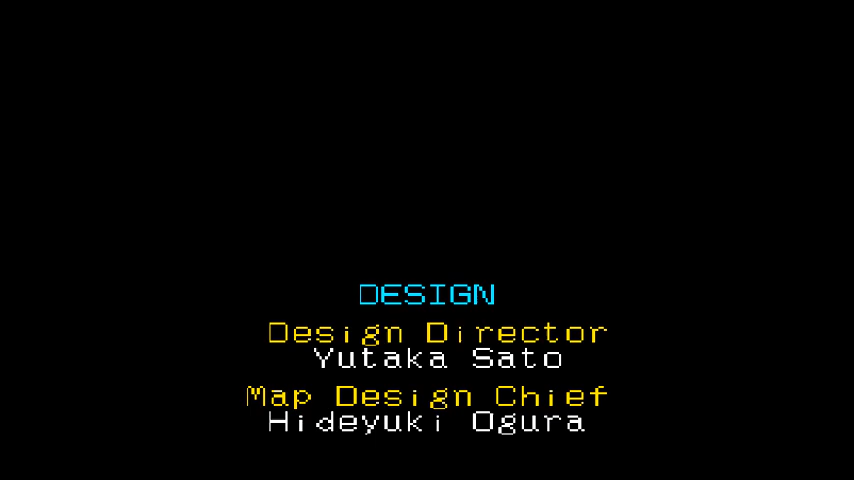 DESIGN
Design Director
Yutaka Sato
Map Design Chief
Hideyuki Ogura